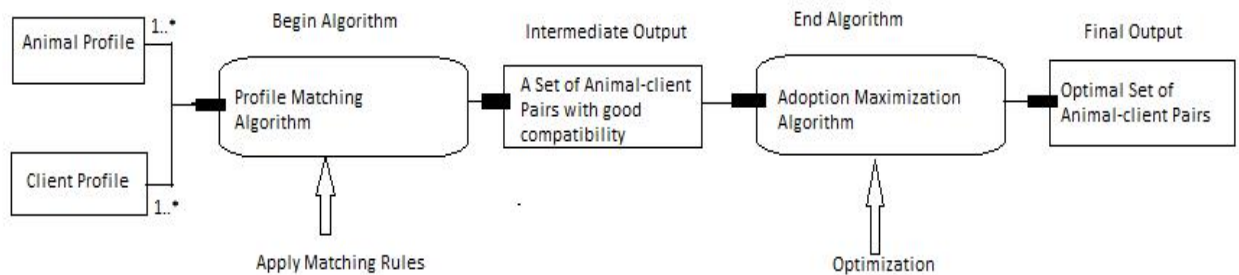 Begin Algorithm
End Algorithm
1..*
Animal Profile
Intermediate Output
Final Output
Profile Matching
Algorithm
A Set of Animal-client
Pairs with good
compatibility
Adoption Maximization
Algorithm
Optimal Set of
Animal-client Pairs
Client Profile
1..*
Apply Matching Rules
Optimization